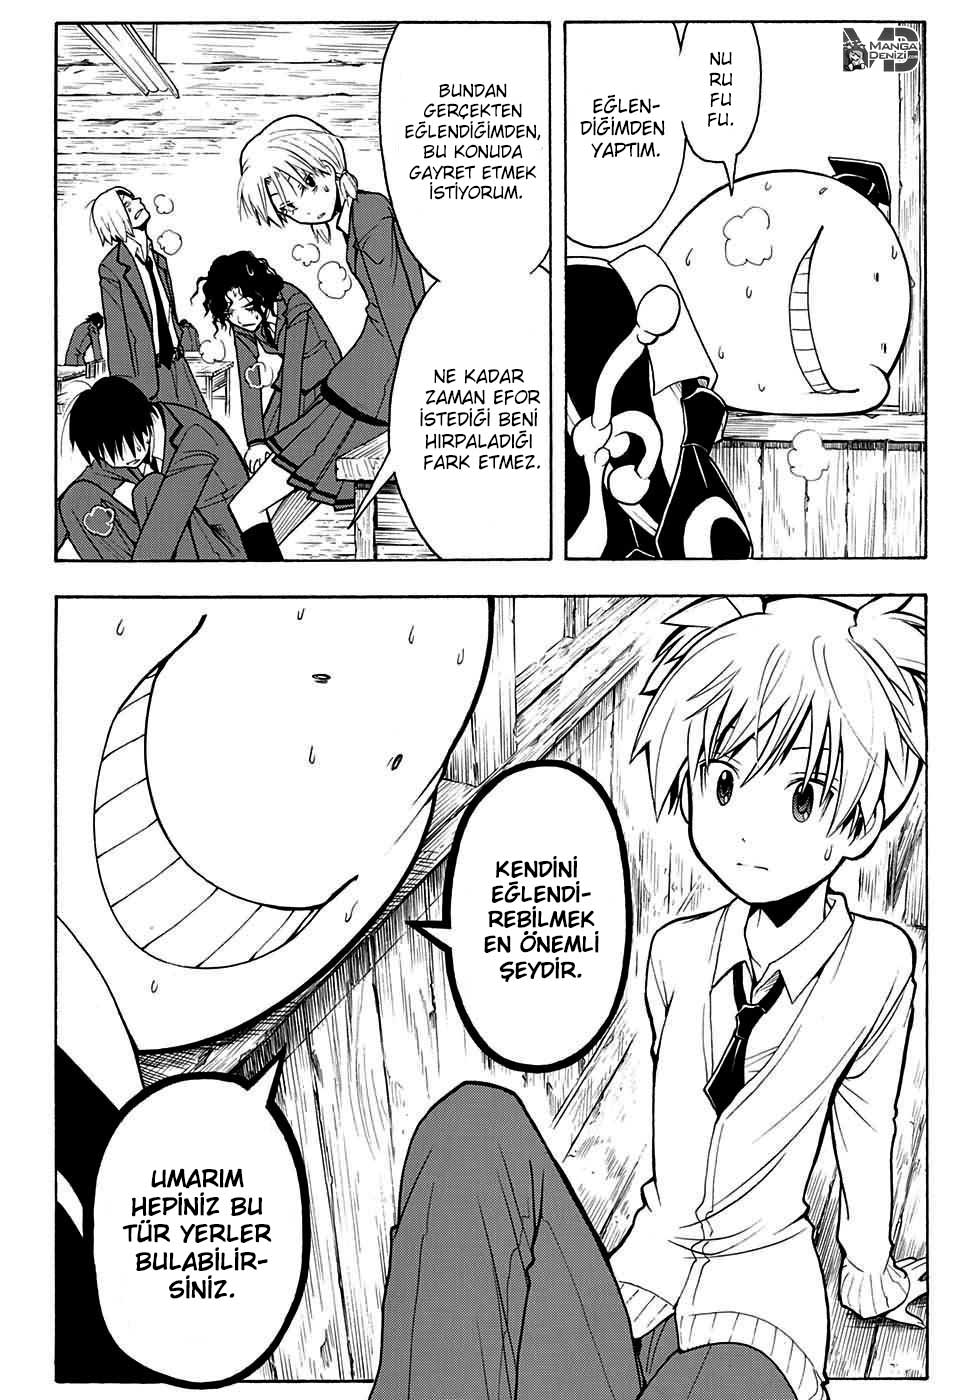 NU
RU
FU
FU.
EĞLEN-
DİĞİMDEN
YAPTIM.
BUNDAN
GERÇEKTEN
EĞLENDİĞİMDEN,
BU KONUDA
GAYRET ETMEK
İSTİYORUM.
NE KADAR
ZAMAN EFOR
İSTEDİĞİ BENİ
HIRPALADIĞI
FARK ETMEZ.
KENDİNİ
EĞLENDİ-
REBİLMEK
EN ÖNEMLİ
ŞEYDİR.
UMARIM
HEPİNİZ BU
TÜR YERLER
BULABİLİR-
SİNİZ.
MANGA
DENİZİ